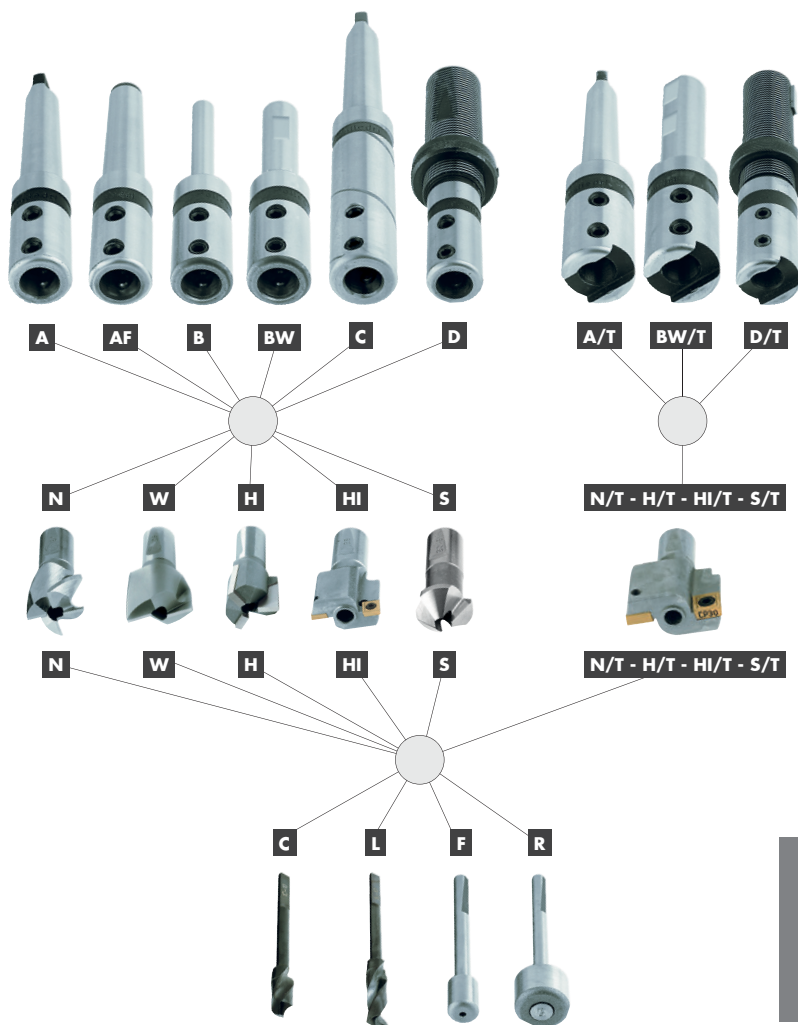 A AF B BW C D A/T BW/T D/T
N W H HI S N/T - H/T - HI/T - S/T
CP30
N W H HI S N/T - H/T - HI/T - S/T
C L F R